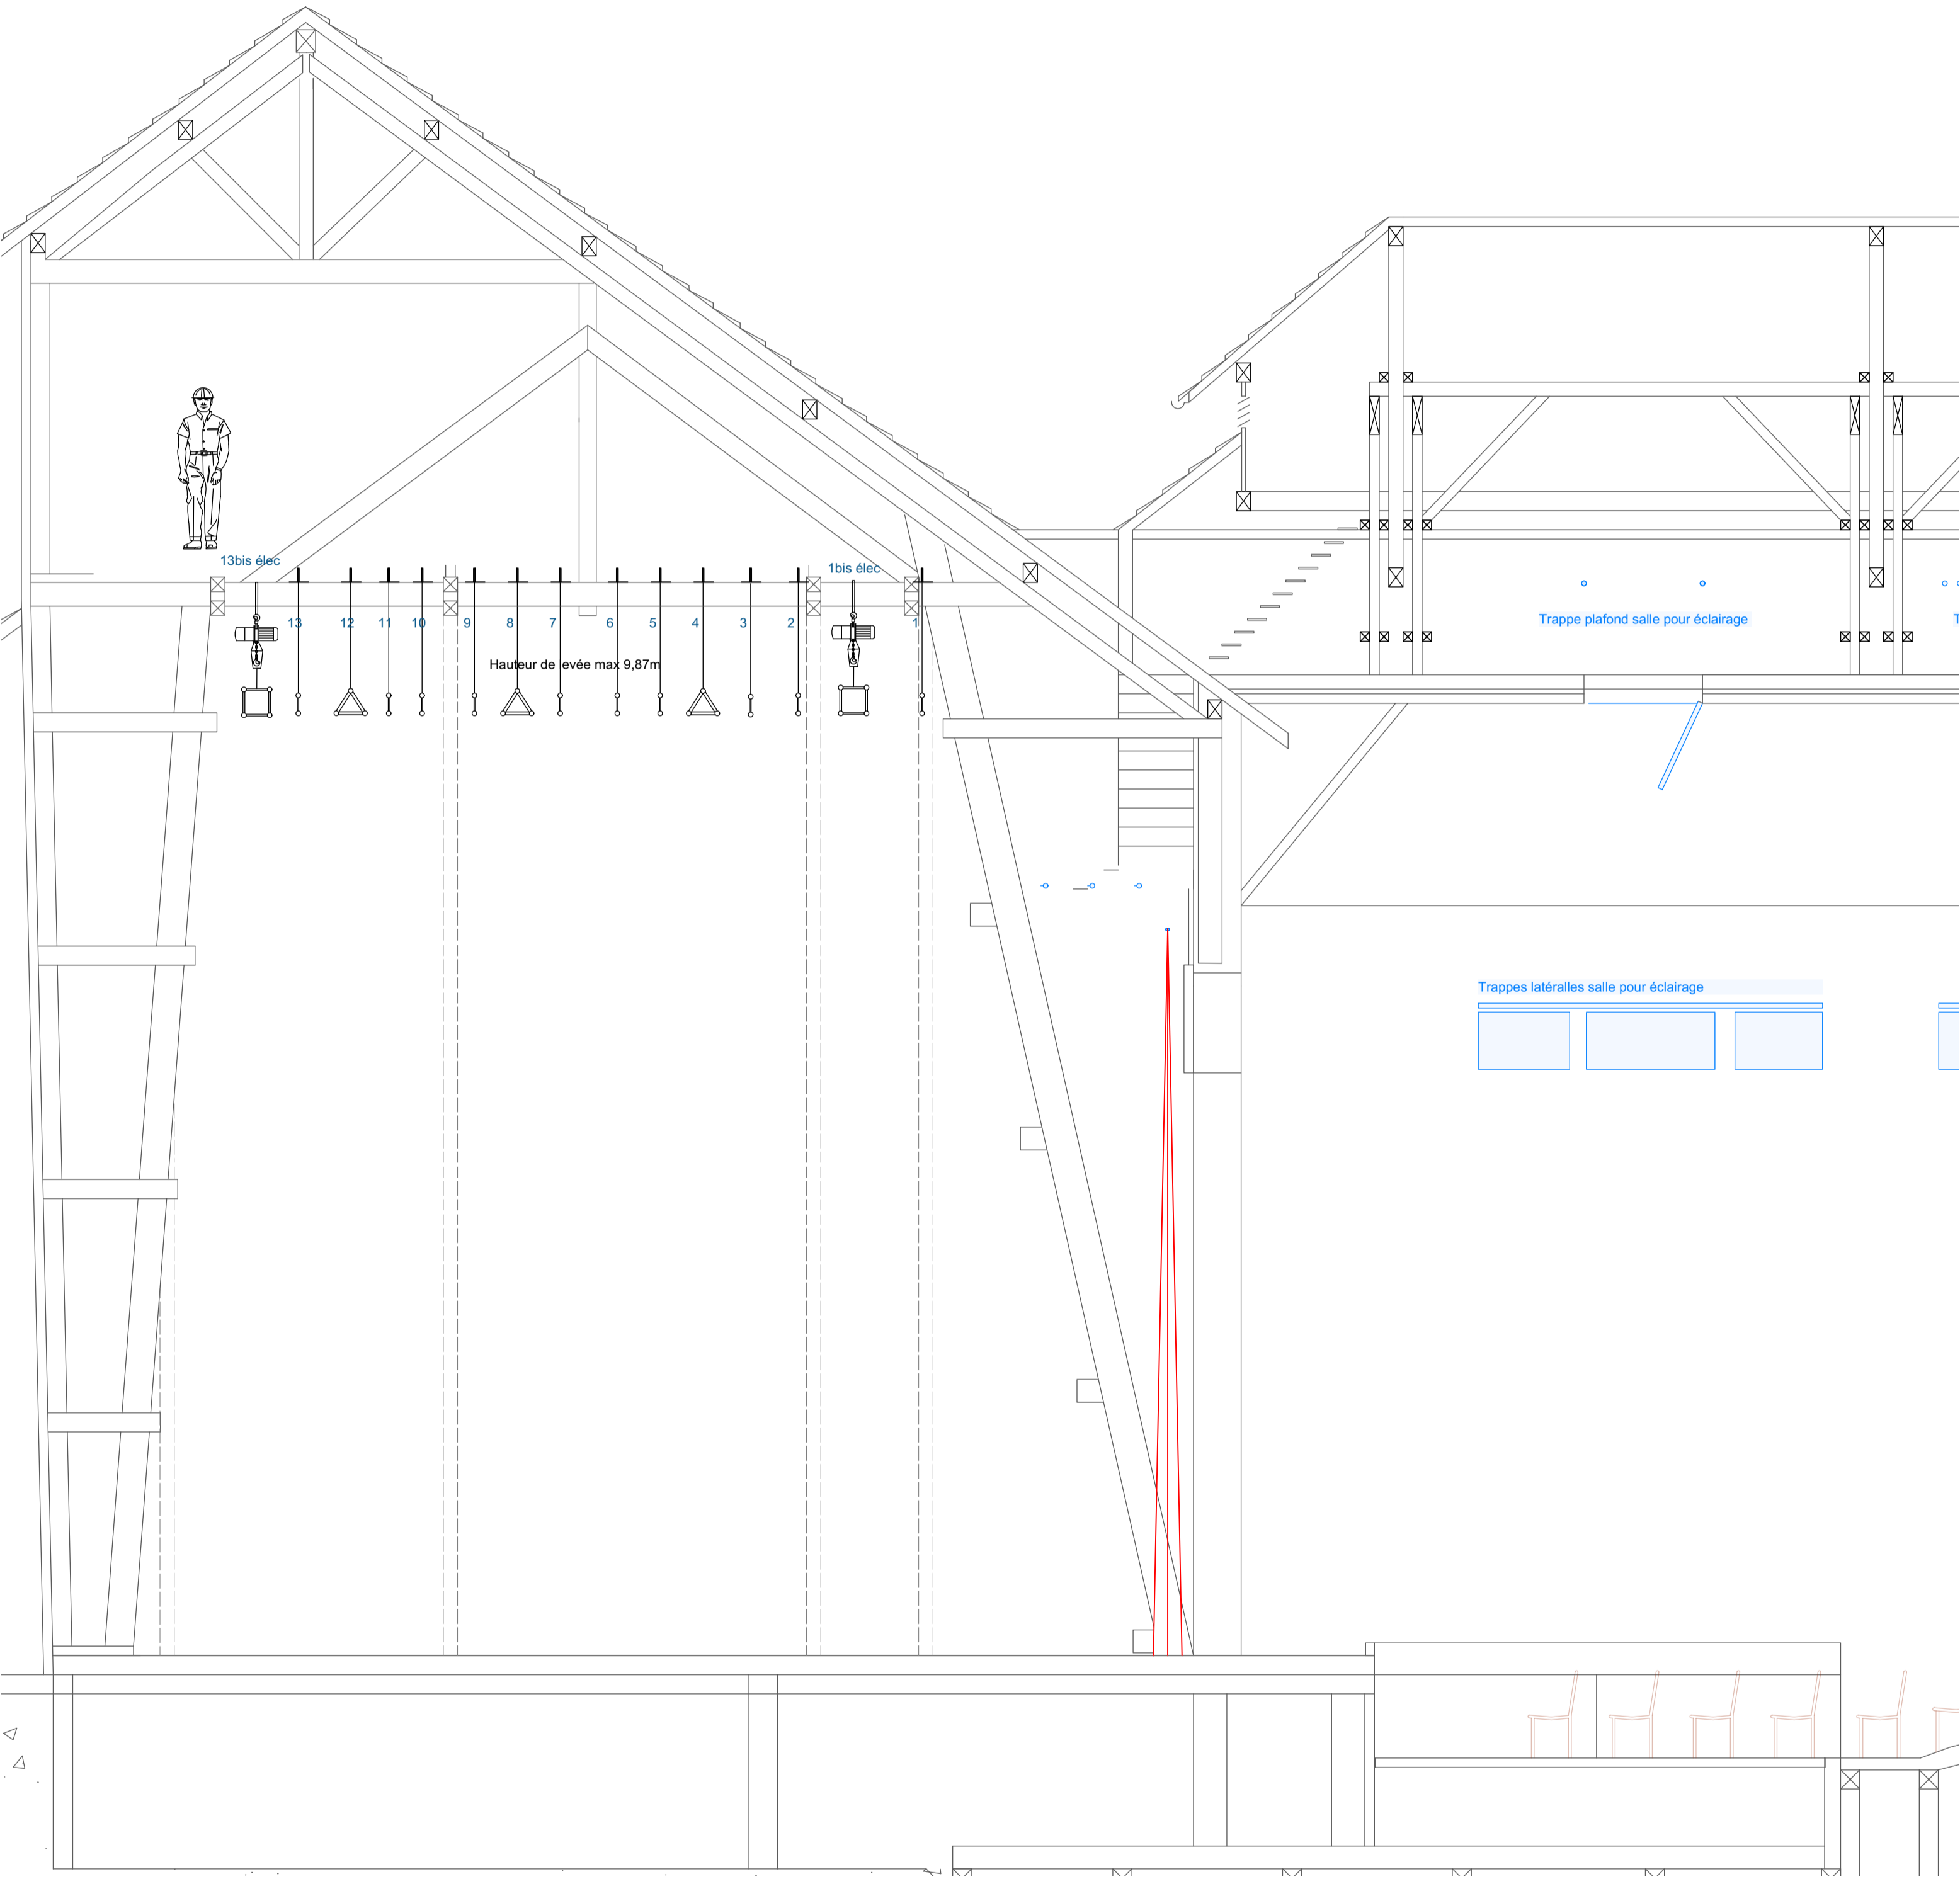 13bis élec
1bis élec
13
12
11
10
9
8
7
6
5
4
3
2
1
Trappe plafond salle pour éclairage
T
Hauteur de levée max 9,87m
Trappes latéralles salle pour éclairage